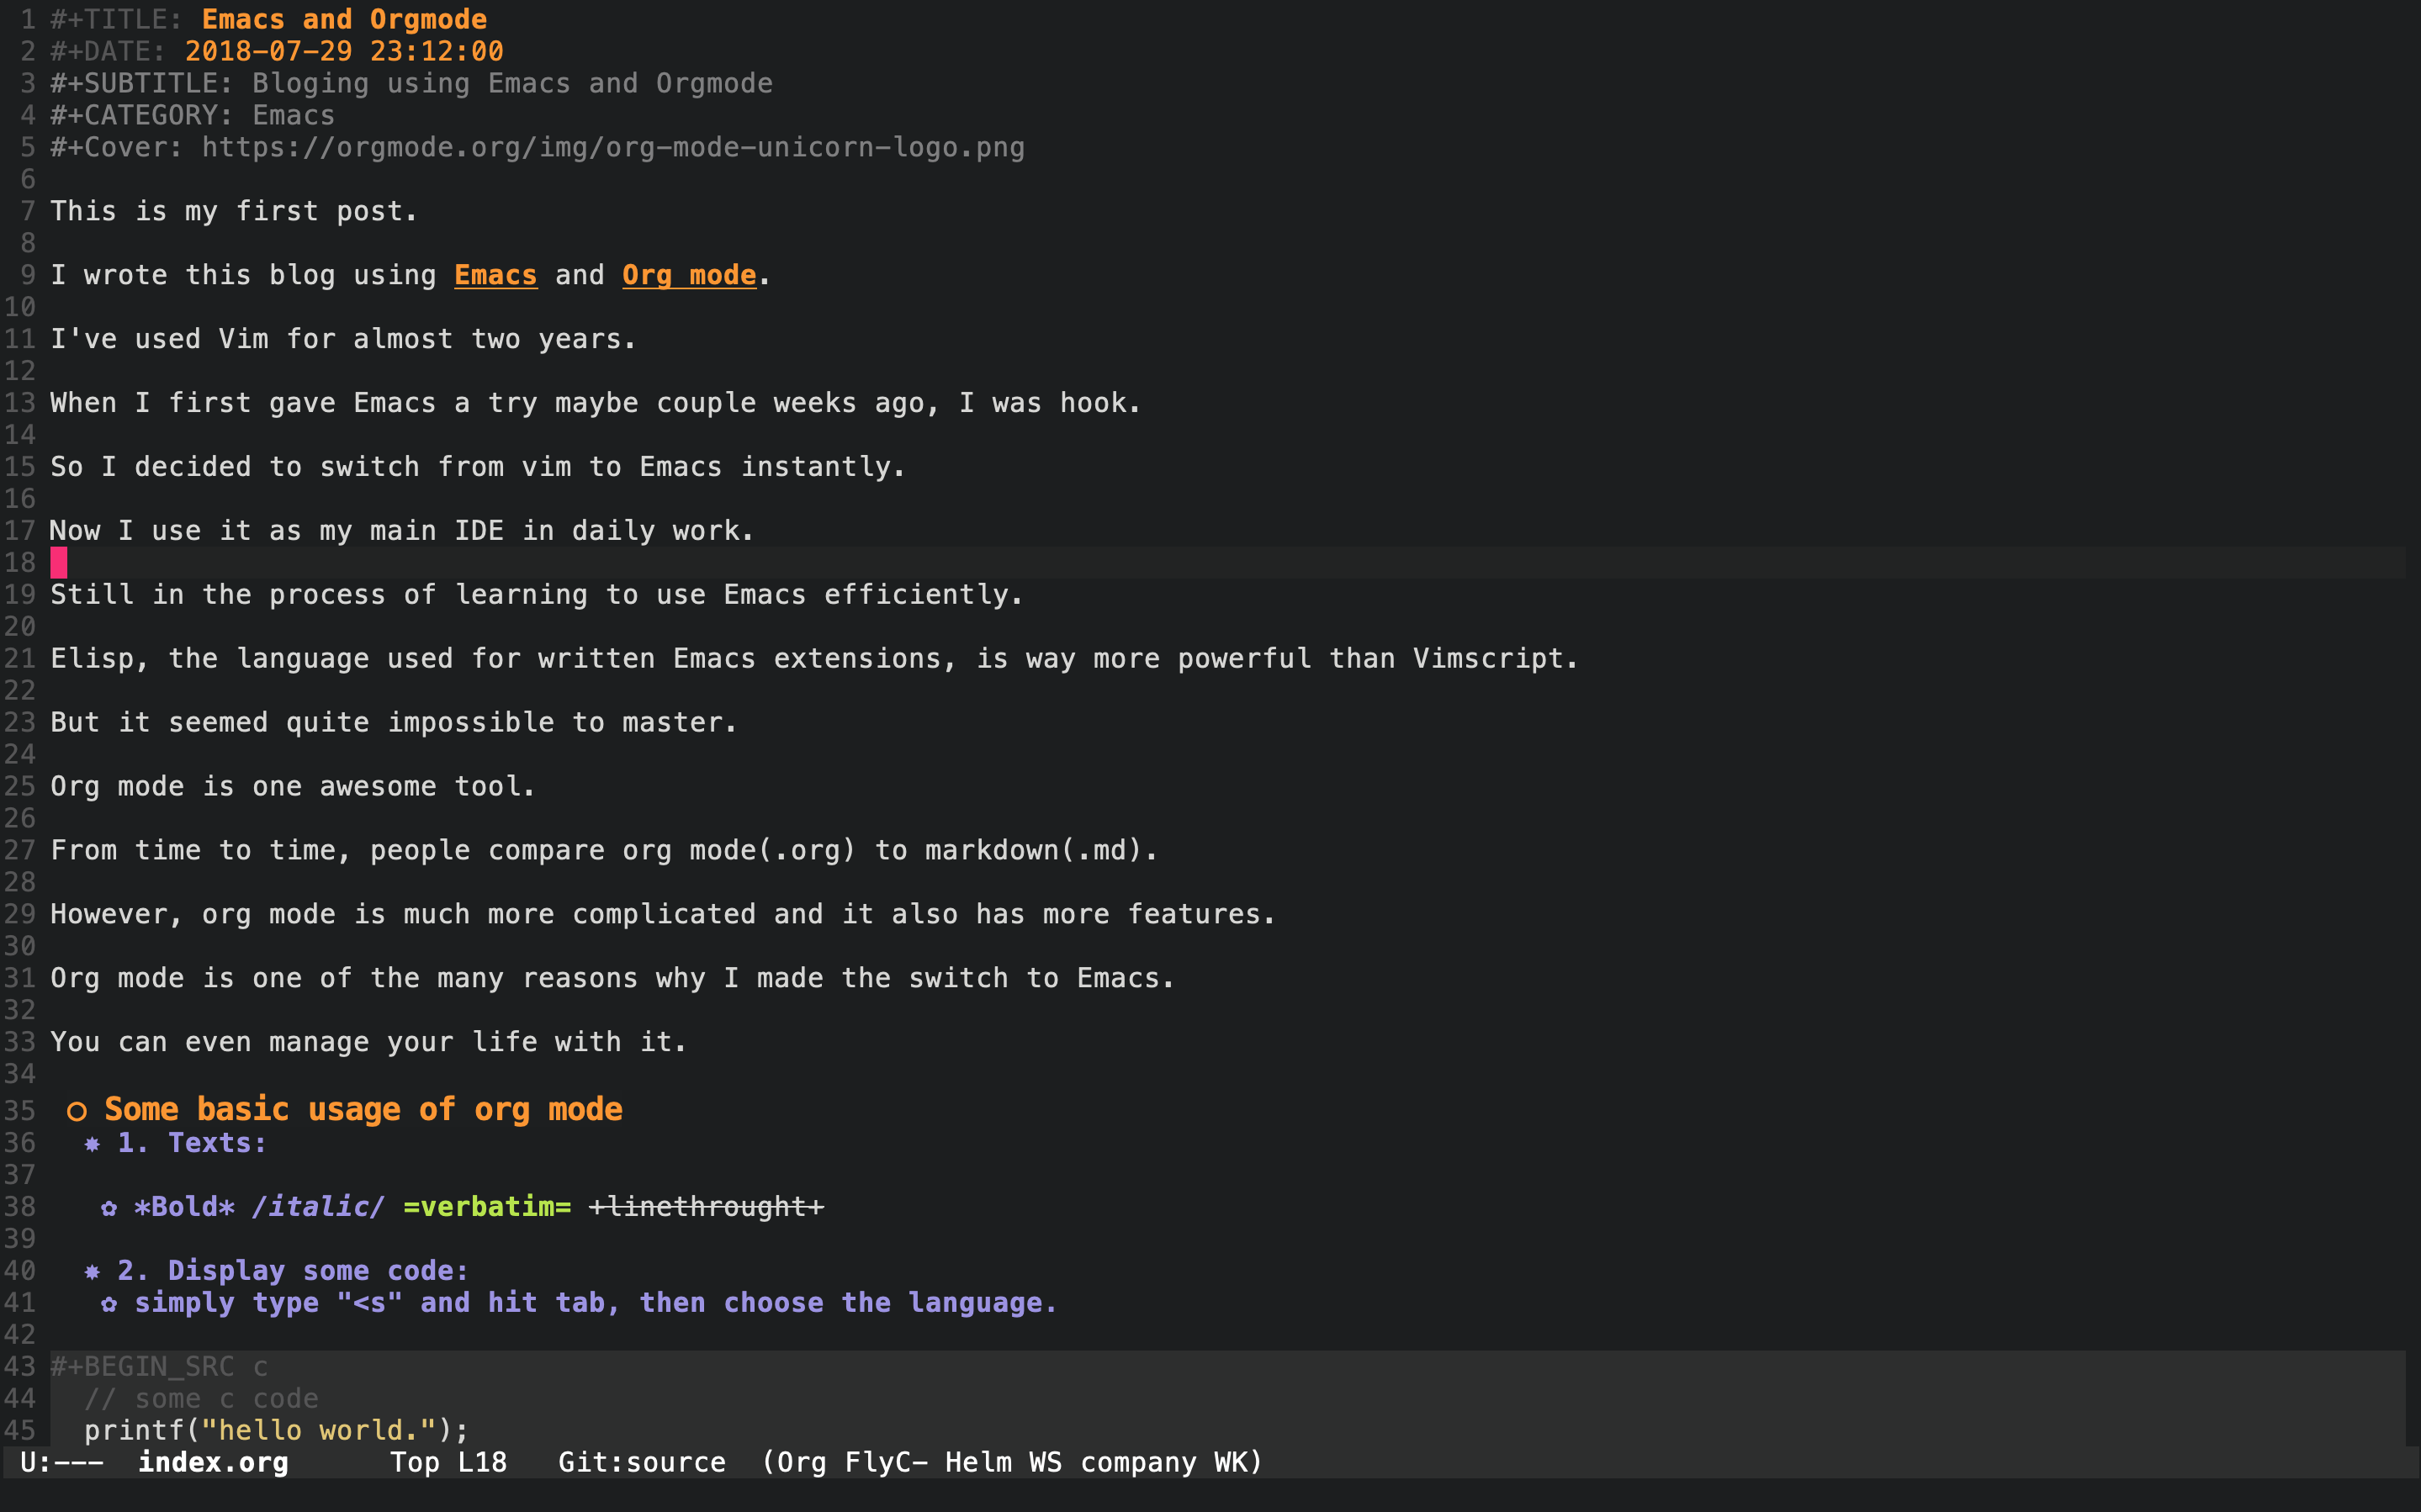 1 #+TITLE: Emacs and Orgmode
2 #+DATE: 2018-07-29 23:12:00
3 #+SUBTITLE: Bloging using Emacs and Orgmode
4 #+CATEGORY: Emacs
5 #+Cover: https://orgmode.org/img/org-mode-unicorn-logo.png
6
7 This is my first post.
8
9 I wrote this blog using Emacs and Org mode.
10
11 I've used Vim for almost two years.
12
13 When I first gave Emacs a try maybe couple weeks ago, I was hook.
14
15 So I decided to switch from vim to Emacs instantly.
16
17 Now I use it as my main IDE in daily work.
18
19 Still in the process of learning to use Emacs efficiently.
20
21 Elisp, the language used for written Emacs extensions, is way more powerful than Vimscript.
22
23 But it seemed quite impossible to master.
24
25 Org mode is one awesome tool.
26
27 From time to time, people compare org mode(.org) to markdown(.md).
28
29 However, org mode is much more complicated and it also has more features.
30
31 Org mode is one of the many reasons why I made the switch to Emacs.
32
33 You can even manage your life with it.
34
35 ○ Some basic usage of org mode
36 ✸ 1. Texts:
37
38 ✿ *Bold* /italic/ =verbatim= +linethrought+
39
40 ✸ 2. Display some code:
41 ✿ simply type "<s" and hit tab, then choose the language.
42
43 #+BEGIN_SRC c
44 // some c code
45 printf("hello world.");
U:--- index.org Top L18 Git:source (Org FlyC- Helm WS company WK)